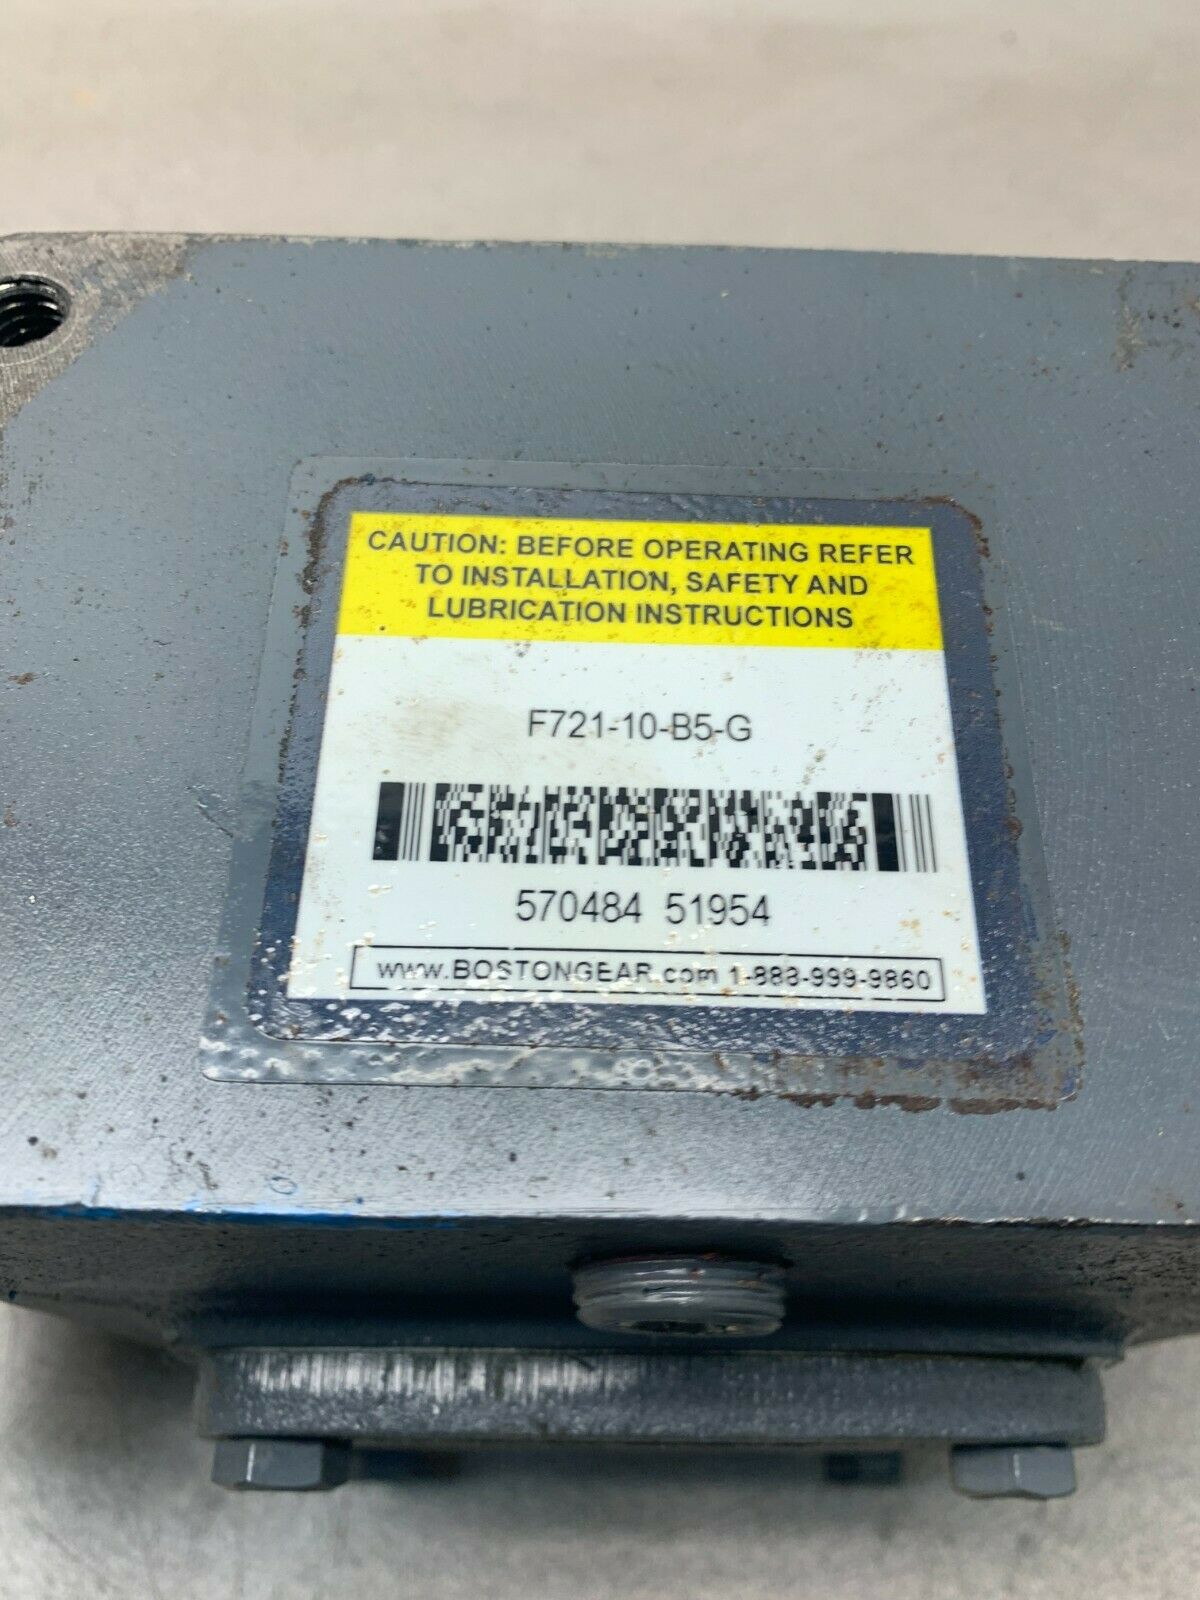 CAUTION: BEFORE OPERATING REFER
TO INSTALLATION, SAFETY AND
LUBRICATION INSTRUCTIONS
F721-10-B5-G
570484 51954
www.BOSTONGEAR.com 1-888-999-9860